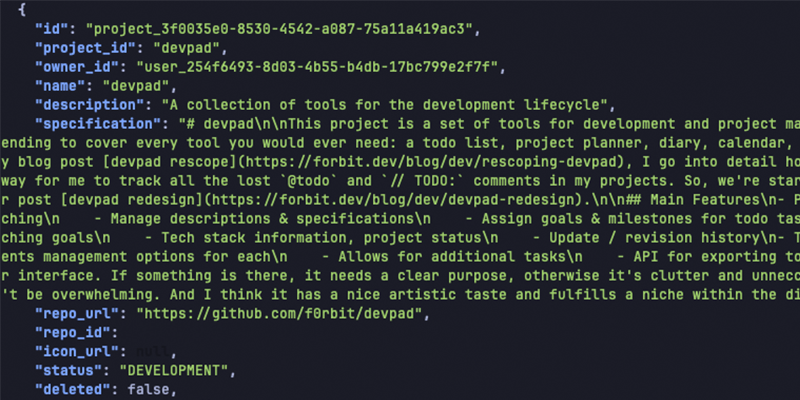 {
"id": "project_3f0035e0-8530-4542-a087-75a11a419ac3",
"project_id": "devpad",
"owner_id": "user_254f6493-8d03-4b55-b4db-17bc799e2f7f",
"name": "devpad",
"description": "A collection of tools for the development lifecycle",
"specification": "# devpad\n\nThis project is a set of tools for development and project ma
ending to cover every tool you would ever need: a todo list, project planner, diary, calendar,
y blog post [devpad rescope](https://forbit.dev/blog/dev/rescoping-devpad), I go into detail ho
way for me to track all the lost `@todo` and `// TODO:` comments in my projects. So, we're star
r post [devpad redesign](https://forbit.dev/blog/dev/devpad-redesign).\n\n## Main Features\n- P
ching\n    - Manage descriptions & specifications\n    - Assign goals & milestones for todo tas
ching goals\n    - Tech stack information, project status\n    - Update / revision history\n- T
ents management options for each\n    - Allows for additional tasks\n    - API for exporting to
r interface. If something is there, it needs a clear purpose, otherwise it's clutter and unnece
't be overwhelming. And I think it has a nice artistic taste and fulfills a niche within the di
"repo_url": "https://github.com/f0rbit/devpad",
"repo_id":
"icon_url": null,
"status": "DEVELOPMENT",
"deleted": false,